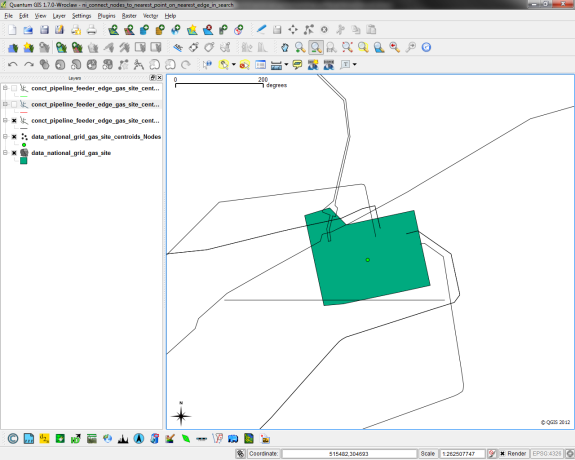 Quantum GIS 1.7.0-Wroclaw - ni_connect_nodes_to_nearest_point_on_nearest_edge_in_search
File Edit View Layer Settings Plugins Raster Vector Help
Layers
conct_pipeline_feeder_edge_gas_site_cent...
conct_pipeline_feeder_edge_gas_site_cent...
conct_pipeline_feeder_edge_gas_site_cent...
data_national_grid_gas_site_centroids_Nodes
data_national_grid_gas_site
0 200
degrees
N
© QGIS 2012
Coordinate: 515482,304693 Scale 1:262507747 Render EPSG:4326